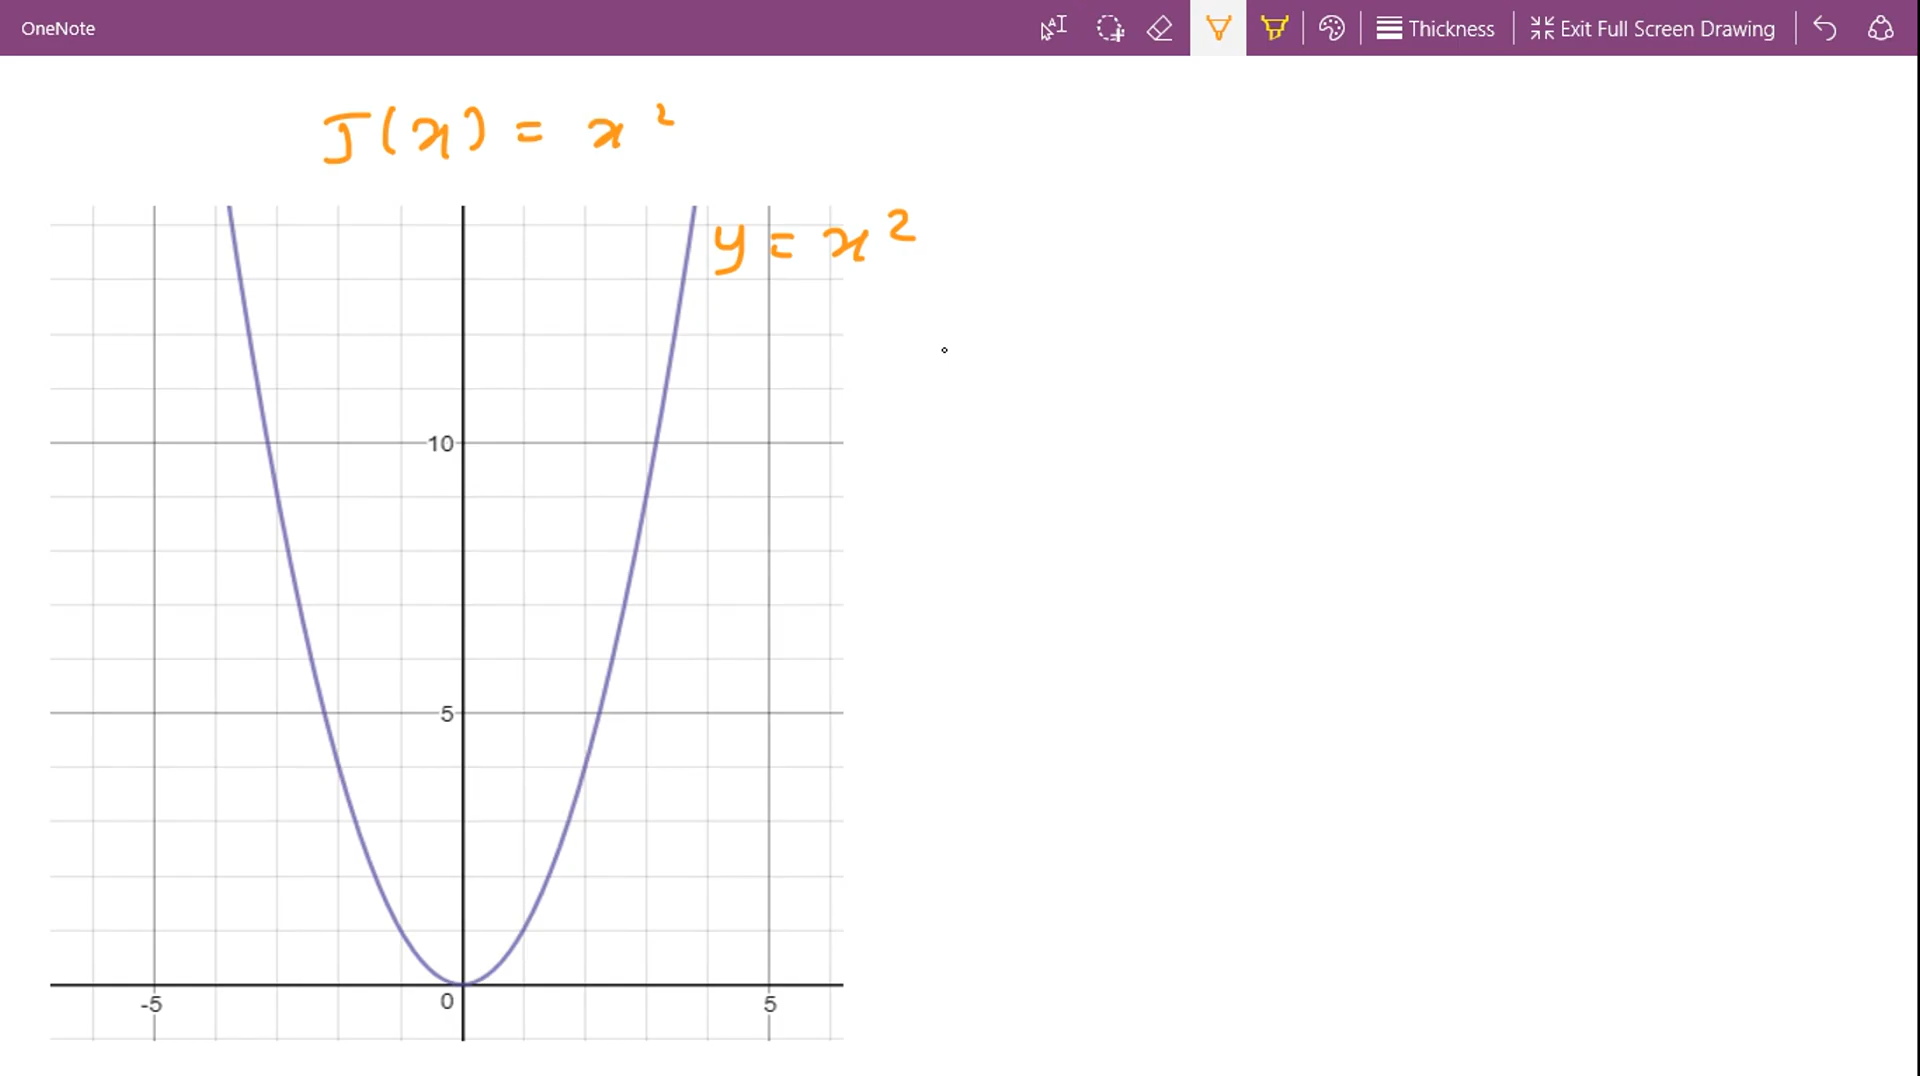 OneNote
Thickness
Exit Full Screen Drawing
J(x) = x²
y = x²
10
5
-5
0
5